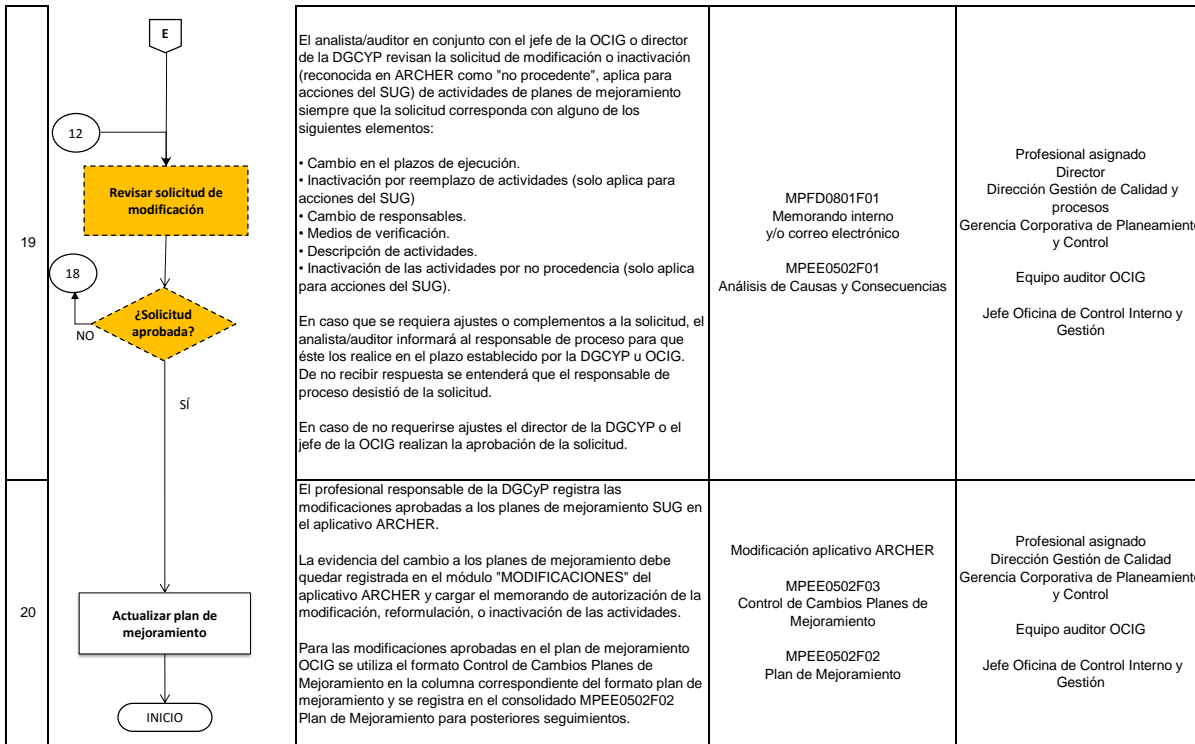 19
E
12
Revisar solicitud de
modificación
18
¿Solicitud
aprobada?
NO
SÍ
El analista/auditor en conjunto con el jefe de la OCIG o director
de la DGCYP revisan la solicitud de modificación o inactivación
(reconocida en ARCHER como "no procedente", aplica para
acciones del SUG) de actividades de planes de mejoramiento
siempre que la solicitud corresponda con alguno de los
siguientes elementos:
• Cambio en el plazos de ejecución.
• Inactivación por reemplazo de actividades (solo aplica para
acciones del SUG)
• Cambio de responsables.
• Medios de verificación.
• Descripción de actividades.
• Inactivación de las actividades por no procedencia (solo aplica
para acciones del SUG).
En caso que se requiera ajustes o complementos a la solicitud, el
analista/auditor informará al responsable de proceso para que
éste los realice en el plazo establecido por la DGCYP u OCIG.
De no recibir respuesta se entenderá que el responsable de
proceso desistió de la solicitud.
En caso de no requerirse ajustes el director de la DGCYP o el
jefe de la OCIG realizan la aprobación de la solicitud.
MPFD0801F01
Memorando interno
y/o correo electrónico
MPEE0502F01
Análisis de Causas y Consecuencias
Profesional asignado
Director
Dirección Gestión de Calidad y
procesos
Gerencia Corporativa de Planeamiento
y Control
Equipo auditor OCIG
Jefe Oficina de Control Interno y
Gestión
20
Actualizar plan de
mejoramiento
INICIO
El profesional responsable de la DGCyP registra las
modificaciones aprobadas a los planes de mejoramiento SUG en
el aplicativo ARCHER.
La evidencia del cambio a los planes de mejoramiento debe
quedar registrada en el módulo "MODIFICACIONES" del
aplicativo ARCHER y cargar el memorando de autorización de la
modificación, reformulación, o inactivación de las actividades.
Para las modificaciones aprobadas en el plan de mejoramiento
OCIG se utiliza el formato Control de Cambios Planes de
Mejoramiento en la columna correspondiente del formato plan de
mejoramiento y se registra en el consolidado MPEE0502F02
Plan de Mejoramiento para posteriores seguimientos.
Modificación aplicativo ARCHER
MPEE0502F03
Control de Cambios Planes de
Mejoramiento
MPEE0502F02
Plan de Mejoramiento
Profesional asignado
Dirección Gestión de Calidad
Gerencia Corporativa de Planeamiento
y Control
Equipo auditor OCIG
Jefe Oficina de Control Interno y
Gestión